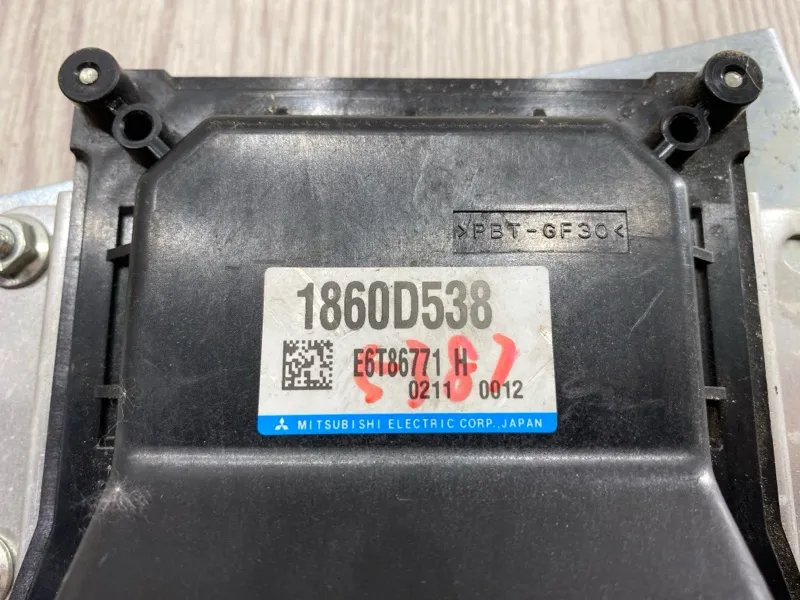 >PBT-GF30<
1860D538
E6T86771 H
0211 0012
MITSUBISHI ELECTRIC CORP., JAPAN